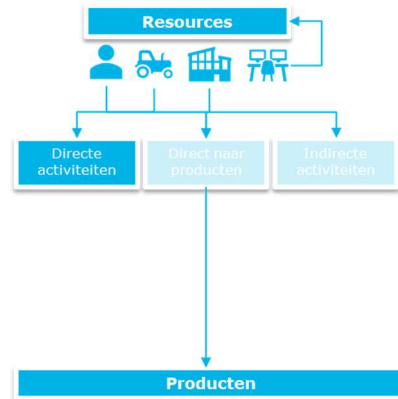 Resources
Directe
activiteiten
Direct naar
producten
Indirecte
activiteiten
Producten